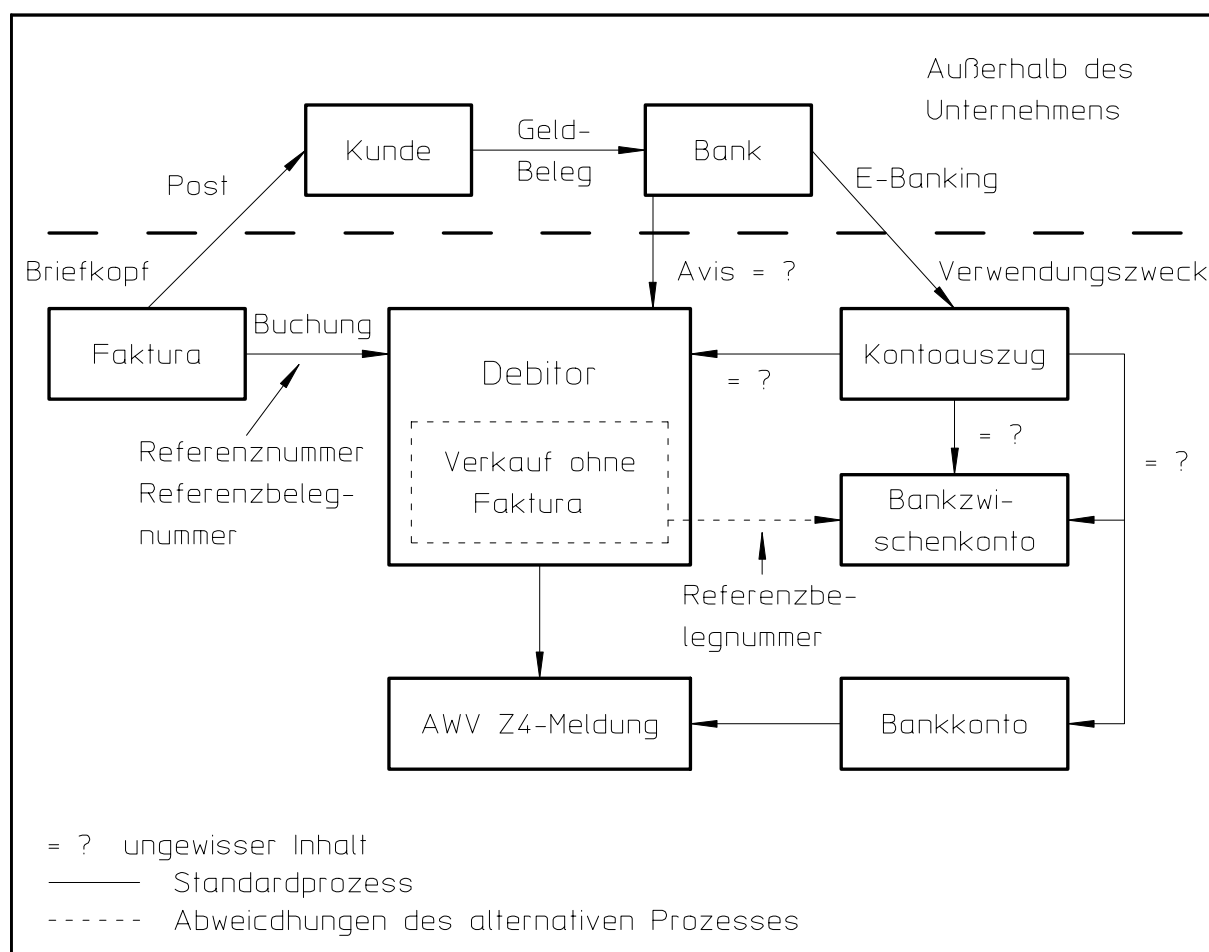 Außerhalb des
Unternehmens
Kunde
Geld-
Beleg
Bank
Post
E-Banking
Briefkopf
Avis = ?
Verwendungszweck
Faktura
Buchung
Debitor
= ?
Kontoauszug
= ?
= ?
Referenznummer
Referenzbeleg-
nummer
Verkauf ohne
Faktura
Bankzwi-
schenkonto
Referenzbe-
legnummer
AWV Z4-Meldung
Bankkonto
= ? ungewisser Inhalt
Standardprozess
Abweicdhungen des alternativen Prozesses